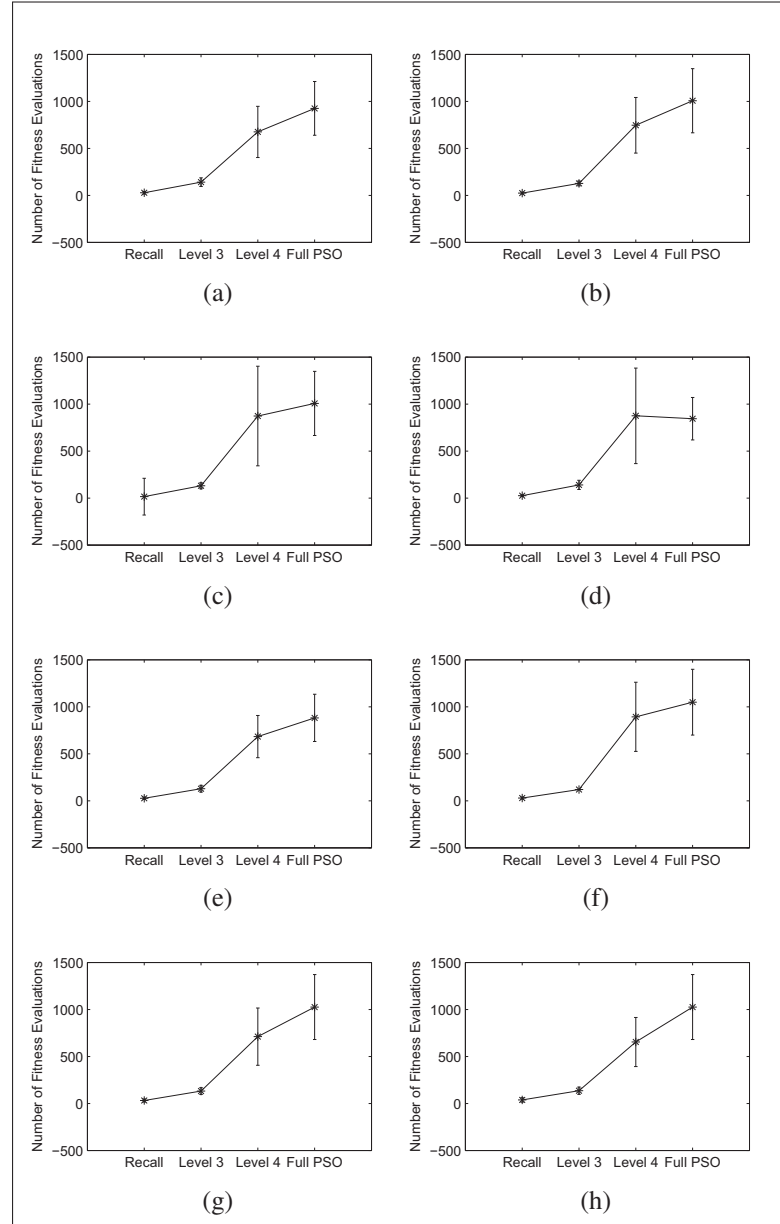 Number of Fitness Evaluations
1500
1000
500
0
−500
Recall Level 3 Level 4 Full PSO
(a)
Number of Fitness Evaluations
1500
1000
500
0
−500
Recall Level 3 Level 4 Full PSO
(b)
Number of Fitness Evaluations
1500
1000
500
0
−500
Recall Level 3 Level 4 Full PSO
(c)
Number of Fitness Evaluations
1500
1000
500
0
−500
Recall Level 3 Level 4 Full PSO
(d)
Number of Fitness Evaluations
1500
1000
500
0
−500
Recall Level 3 Level 4 Full PSO
(e)
Number of Fitness Evaluations
1500
1000
500
0
−500
Recall Level 3 Level 4 Full PSO
(f)
Number of Fitness Evaluations
1500
1000
500
0
−500
Recall Level 3 Level 4 Full PSO
(g)
Number of Fitness Evaluations
1500
1000
500
0
−500
Recall Level 3 Level 4 Full PSO
(h)